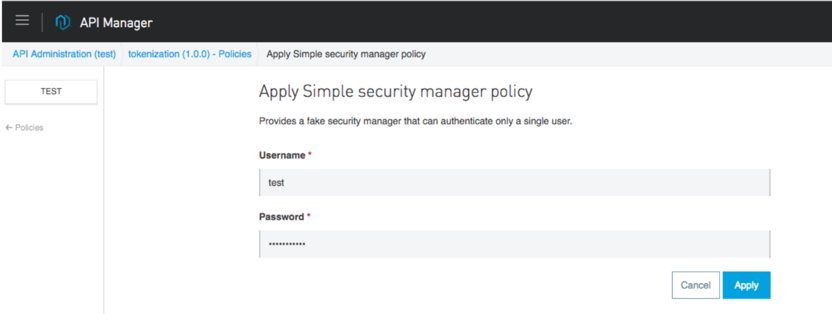 API Manager
API Administration (test) tokenization (1.0.0) - Policies Apply Simple security manager policy
TEST
← Policies
Apply Simple security manager policy
Provides a fake security manager that can authenticate only a single user.
Username *
test
Password *
•••••••••••
Cancel Apply